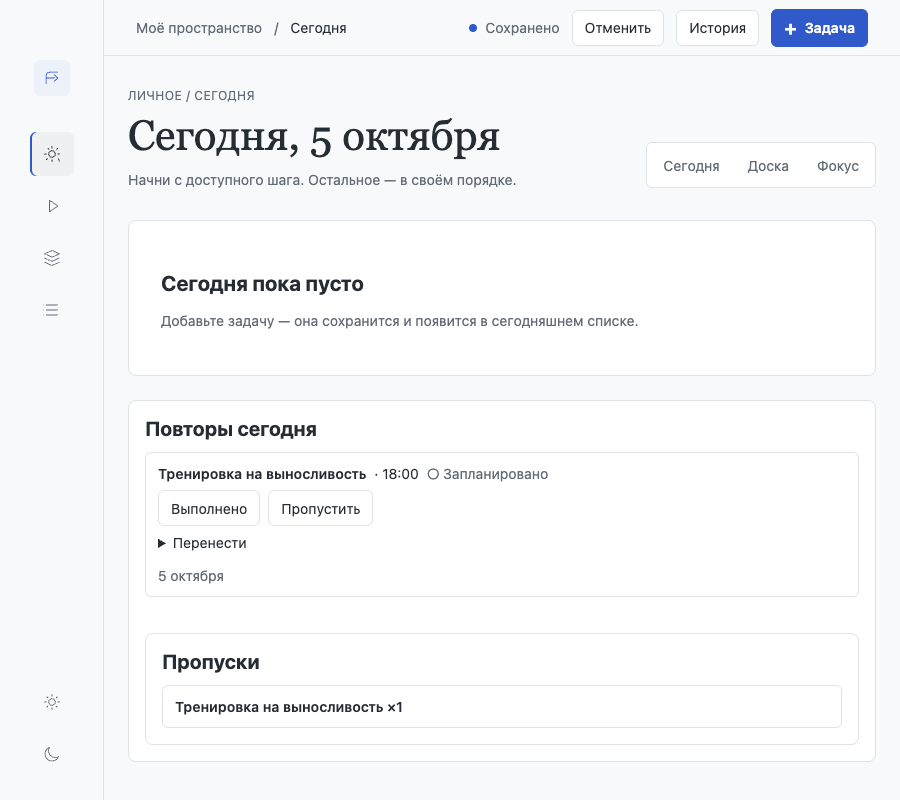 Моё пространство / Сегодня
Сохранено
Отменить
История
+ Задача
ЛИЧНОЕ / СЕГОДНЯ
Сегодня, 5 октября
Начни с доступного шага. Остальное — в своём порядке.
Сегодня
Доска
Фокус
Сегодня пока пусто
Добавьте задачу — она сохранится и появится в сегодняшнем списке.
Повторы сегодня
Тренировка на выносливость · 18:00 Запланировано
Выполнено
Пропустить
Перенести
5 октября
Пропуски
Тренировка на выносливость ×1